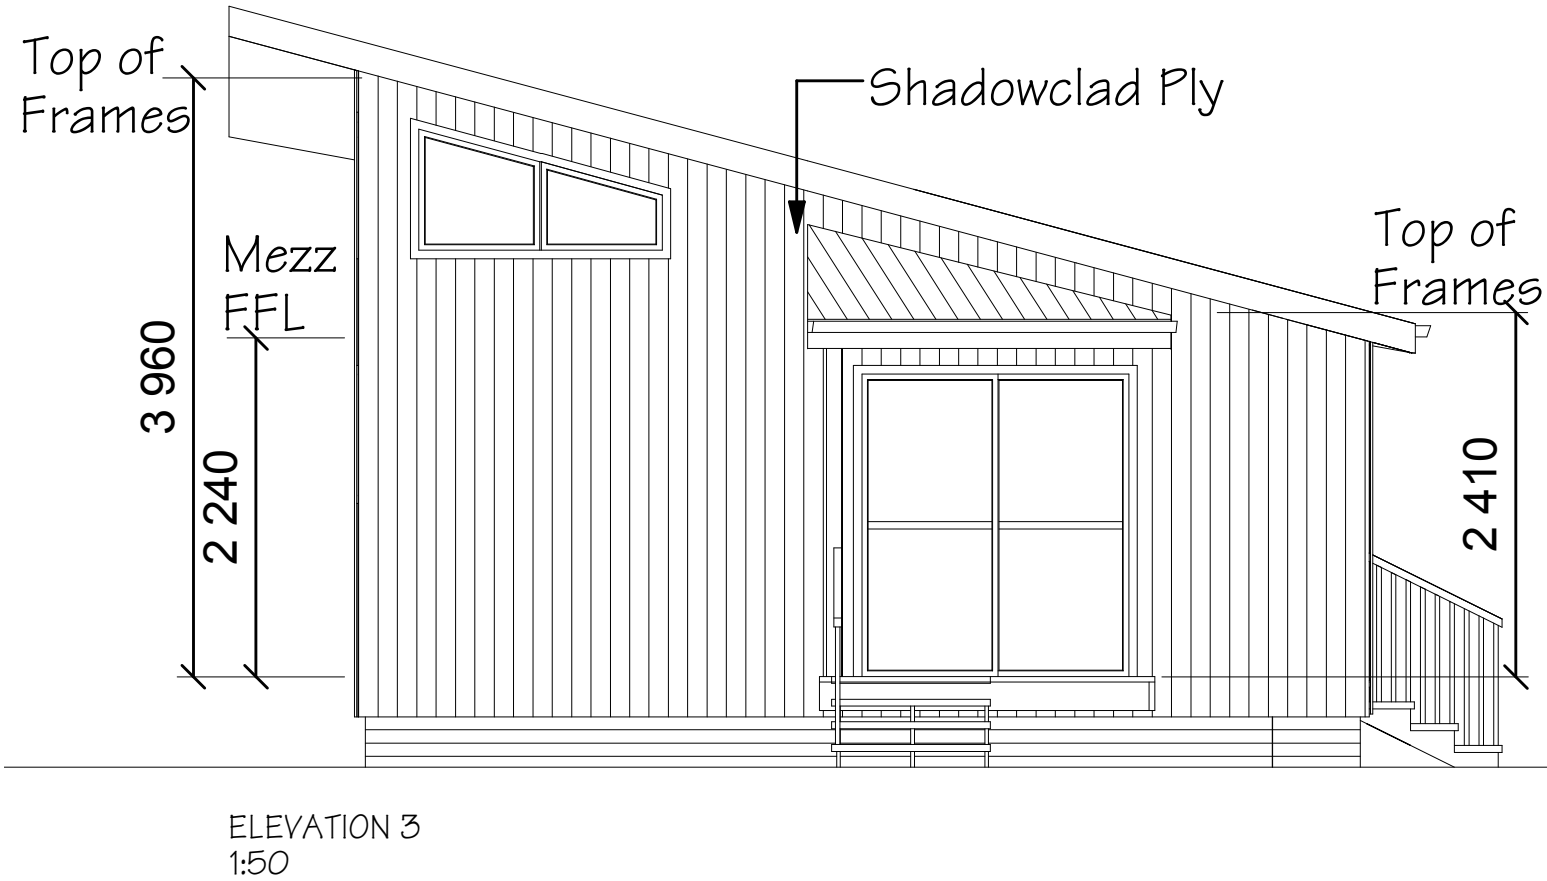 Top of
Frames
Shadowclad Ply
Mezz
FFL
Top of
Frames
3 960
2 240
2 410
ELEVATION 3
1:50